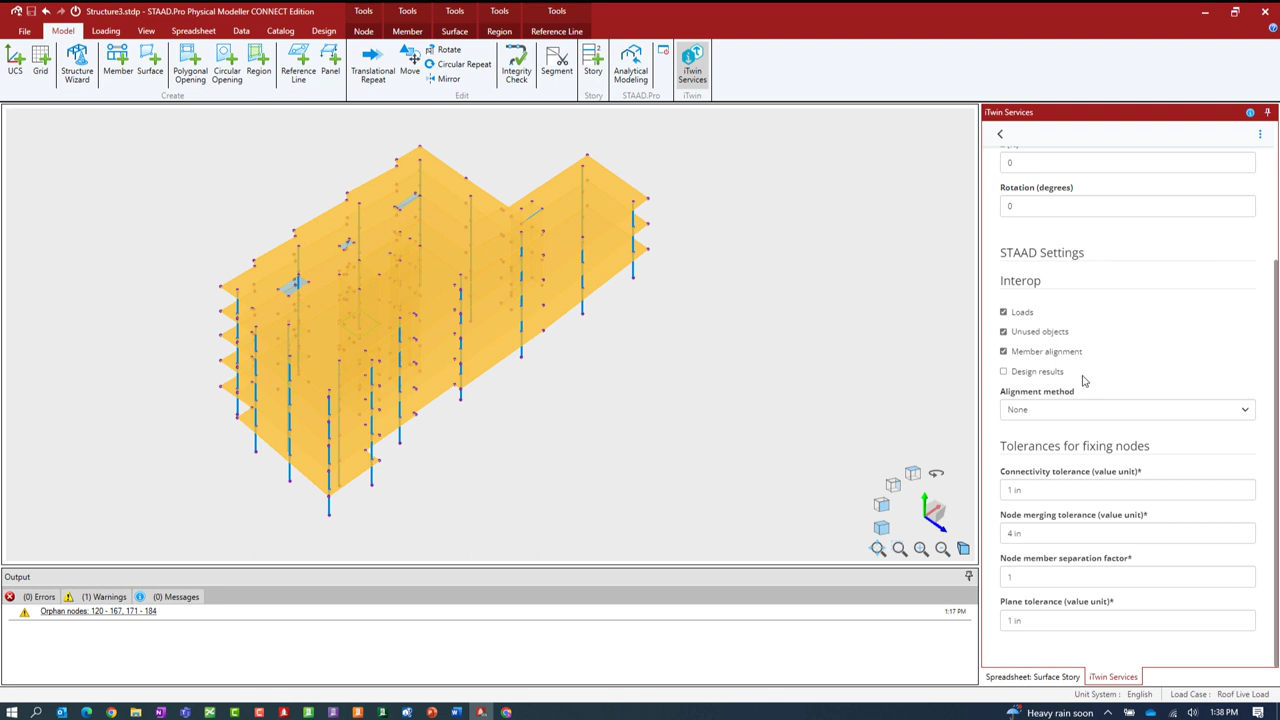 Structure3.stdp - STAAD.Pro Physical Modeller CONNECT Edition
Tools Tools Tools Tools Tools
File Model Loading View Spreadsheet Data Catalog Design Node Member Surface Region Reference Line
UCS Grid Structure Wizard Member Surface Polygonal Opening Circular Opening Region Reference Line Panel Translational Repeat Move Rotate Circular Repeat Mirror Integrity Check Segment Story Analytical Modeling iTwin Services
Create Edit Story STAAD.Pro iTwin
iTwin Services
0
Rotation (degrees)
0
STAAD Settings
Interop
Loads
Unused objects
Member alignment
Design results
Alignment method
None
Tolerances for fixing nodes
Connectivity tolerance (value unit)*
1 in
Node merging tolerance (value unit)*
4 in
Node member separation factor*
1
Plane tolerance (value unit)*
1 in
Output
(0) Errors (1) Warnings (0) Messages
Orphan nodes: 120 - 167, 171 - 184 1:17 PM
Spreadsheet: Surface Story iTwin Services
Unit System : English Load Case : Roof Live Load
Heavy rain soon 1:38 PM